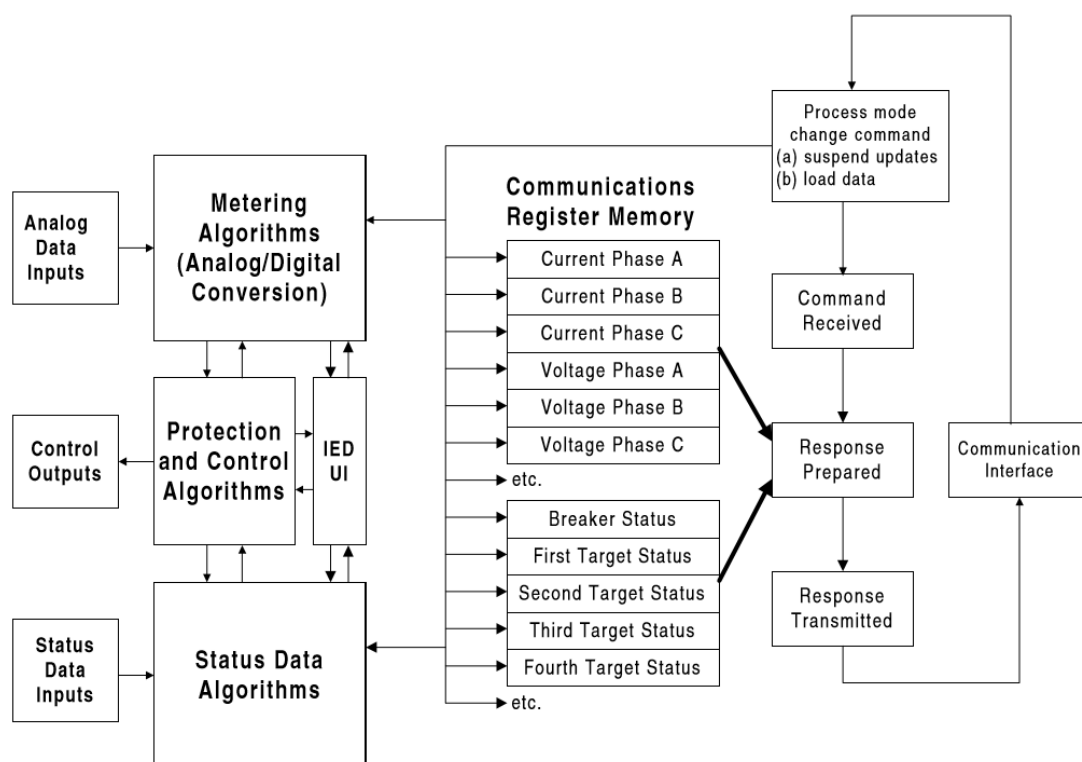 Process mode
change command
(a) suspend updates
(b) load data
Communications
Register Memory
Metering
Algorithms
(Analog/Digital
Conversion)
Analog
Data
Inputs
Current Phase A
Current Phase B
Current Phase C
Voltage Phase A
Voltage Phase B
Voltage Phase C
etc.
Command
Received
Protection
and Control
Algorithms
IED
UI
Control
Outputs
Response
Prepared
Communication
Interface
Breaker Status
First Target Status
Second Target Status
Third Target Status
Fourth Target Status
etc.
Response
Transmitted
Status
Data
Inputs
Status Data
Algorithms